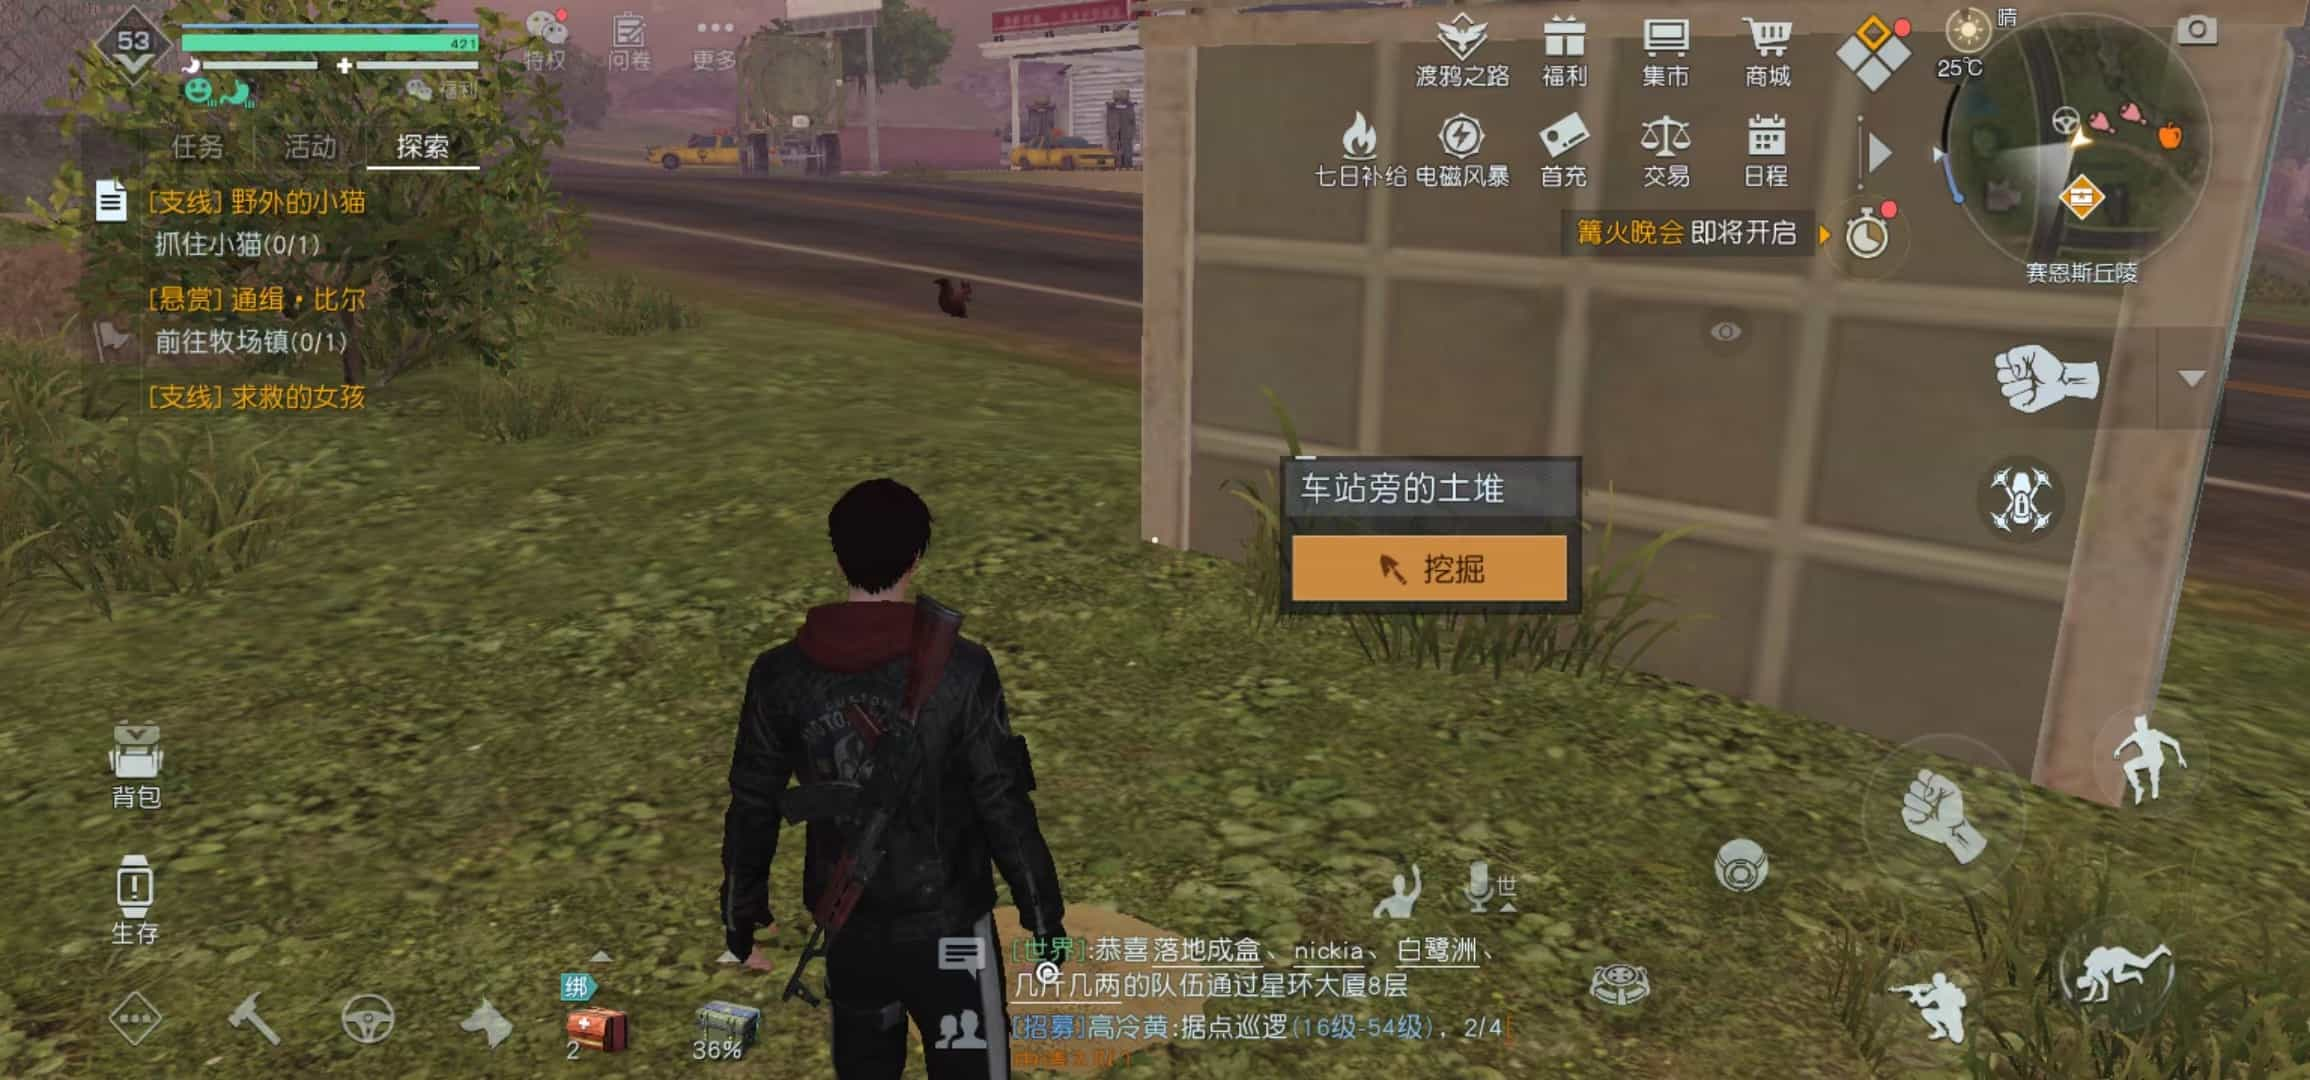 53
421
特权
问卷
更多
福利
渡鸦之路
福利
集市
商城
晴
25℃
任务
活动
探索
七日补给
电磁风暴
首充
交易
日程
[支线]野外的小猫
抓住小猫(0/1)
篝火晚会 即将开启
赛恩斯丘陵
[悬赏]通缉·比尔
前往牧场镇(0/1)
[支线]求救的女孩
车站旁的土堆
挖掘
背包
生存
世
[世界]:恭喜落地成盒、nickia、白鹭洲、
几斤几两的队伍通过星环大厦8层
[招募]高冷黄:据点巡逻(16级-54级)，2/4
绑
2
36%